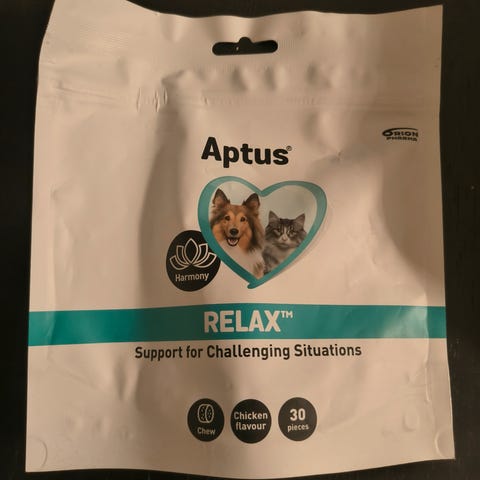 Aptus®
ORION
PHARMA
Harmony
RELAX™
Support for Challenging Situations
Chew
Chicken
flavour
30
pieces